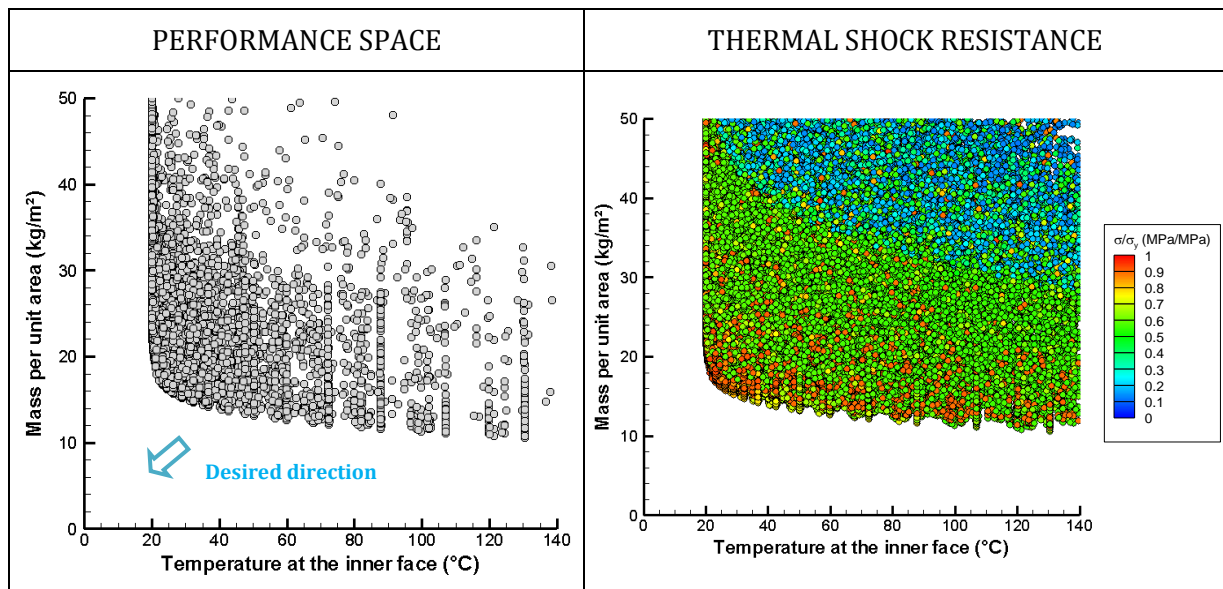 PERFORMANCE SPACE
THERMAL SHOCK RESISTANCE
50
40
30
20
10
0
Mass per unit area (kg/m²)
Desired direction
0 20 40 60 80 100 120 140
Temperature at the inner face (°C)
50
40
30
20
10
0
Mass per unit area (kg/m²)
0 20 40 60 80 100 120 140
Temperature at the inner face (°C)
σ/σy (MPa/MPa)
1
0.9
0.8
0.7
0.6
0.5
0.4
0.3
0.2
0.1
0